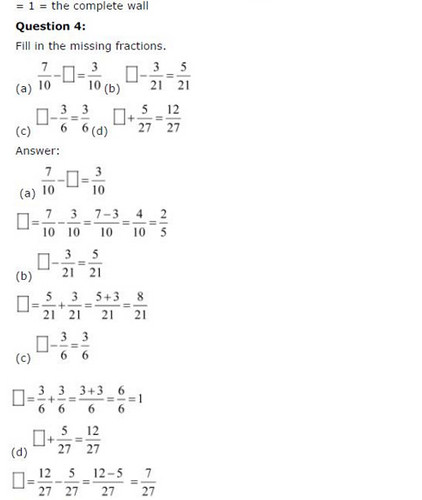 = 1 = the complete wall
Question 4:
Fill in the missing fractions.
(a) 7/10 - □ = 3/10 (b) □ - 3/21 = 5/21
(c) □ - 3/6 = 3/6 (d) □ + 5/27 = 12/27
Answer:
(a) 7/10 - □ = 3/10
□ = 7/10 - 3/10 = 7-3/10 = 4/10 = 2/5
(b) □ - 3/21 = 5/21
□ = 5/21 + 3/21 = 5+3/21 = 8/21
(c) □ - 3/6 = 3/6
□ = 3/6 + 3/6 = 3+3/6 = 6/6 = 1
(d) □ + 5/27 = 12/27
□ = 12/27 - 5/27 = 12-5/27 = 7/27